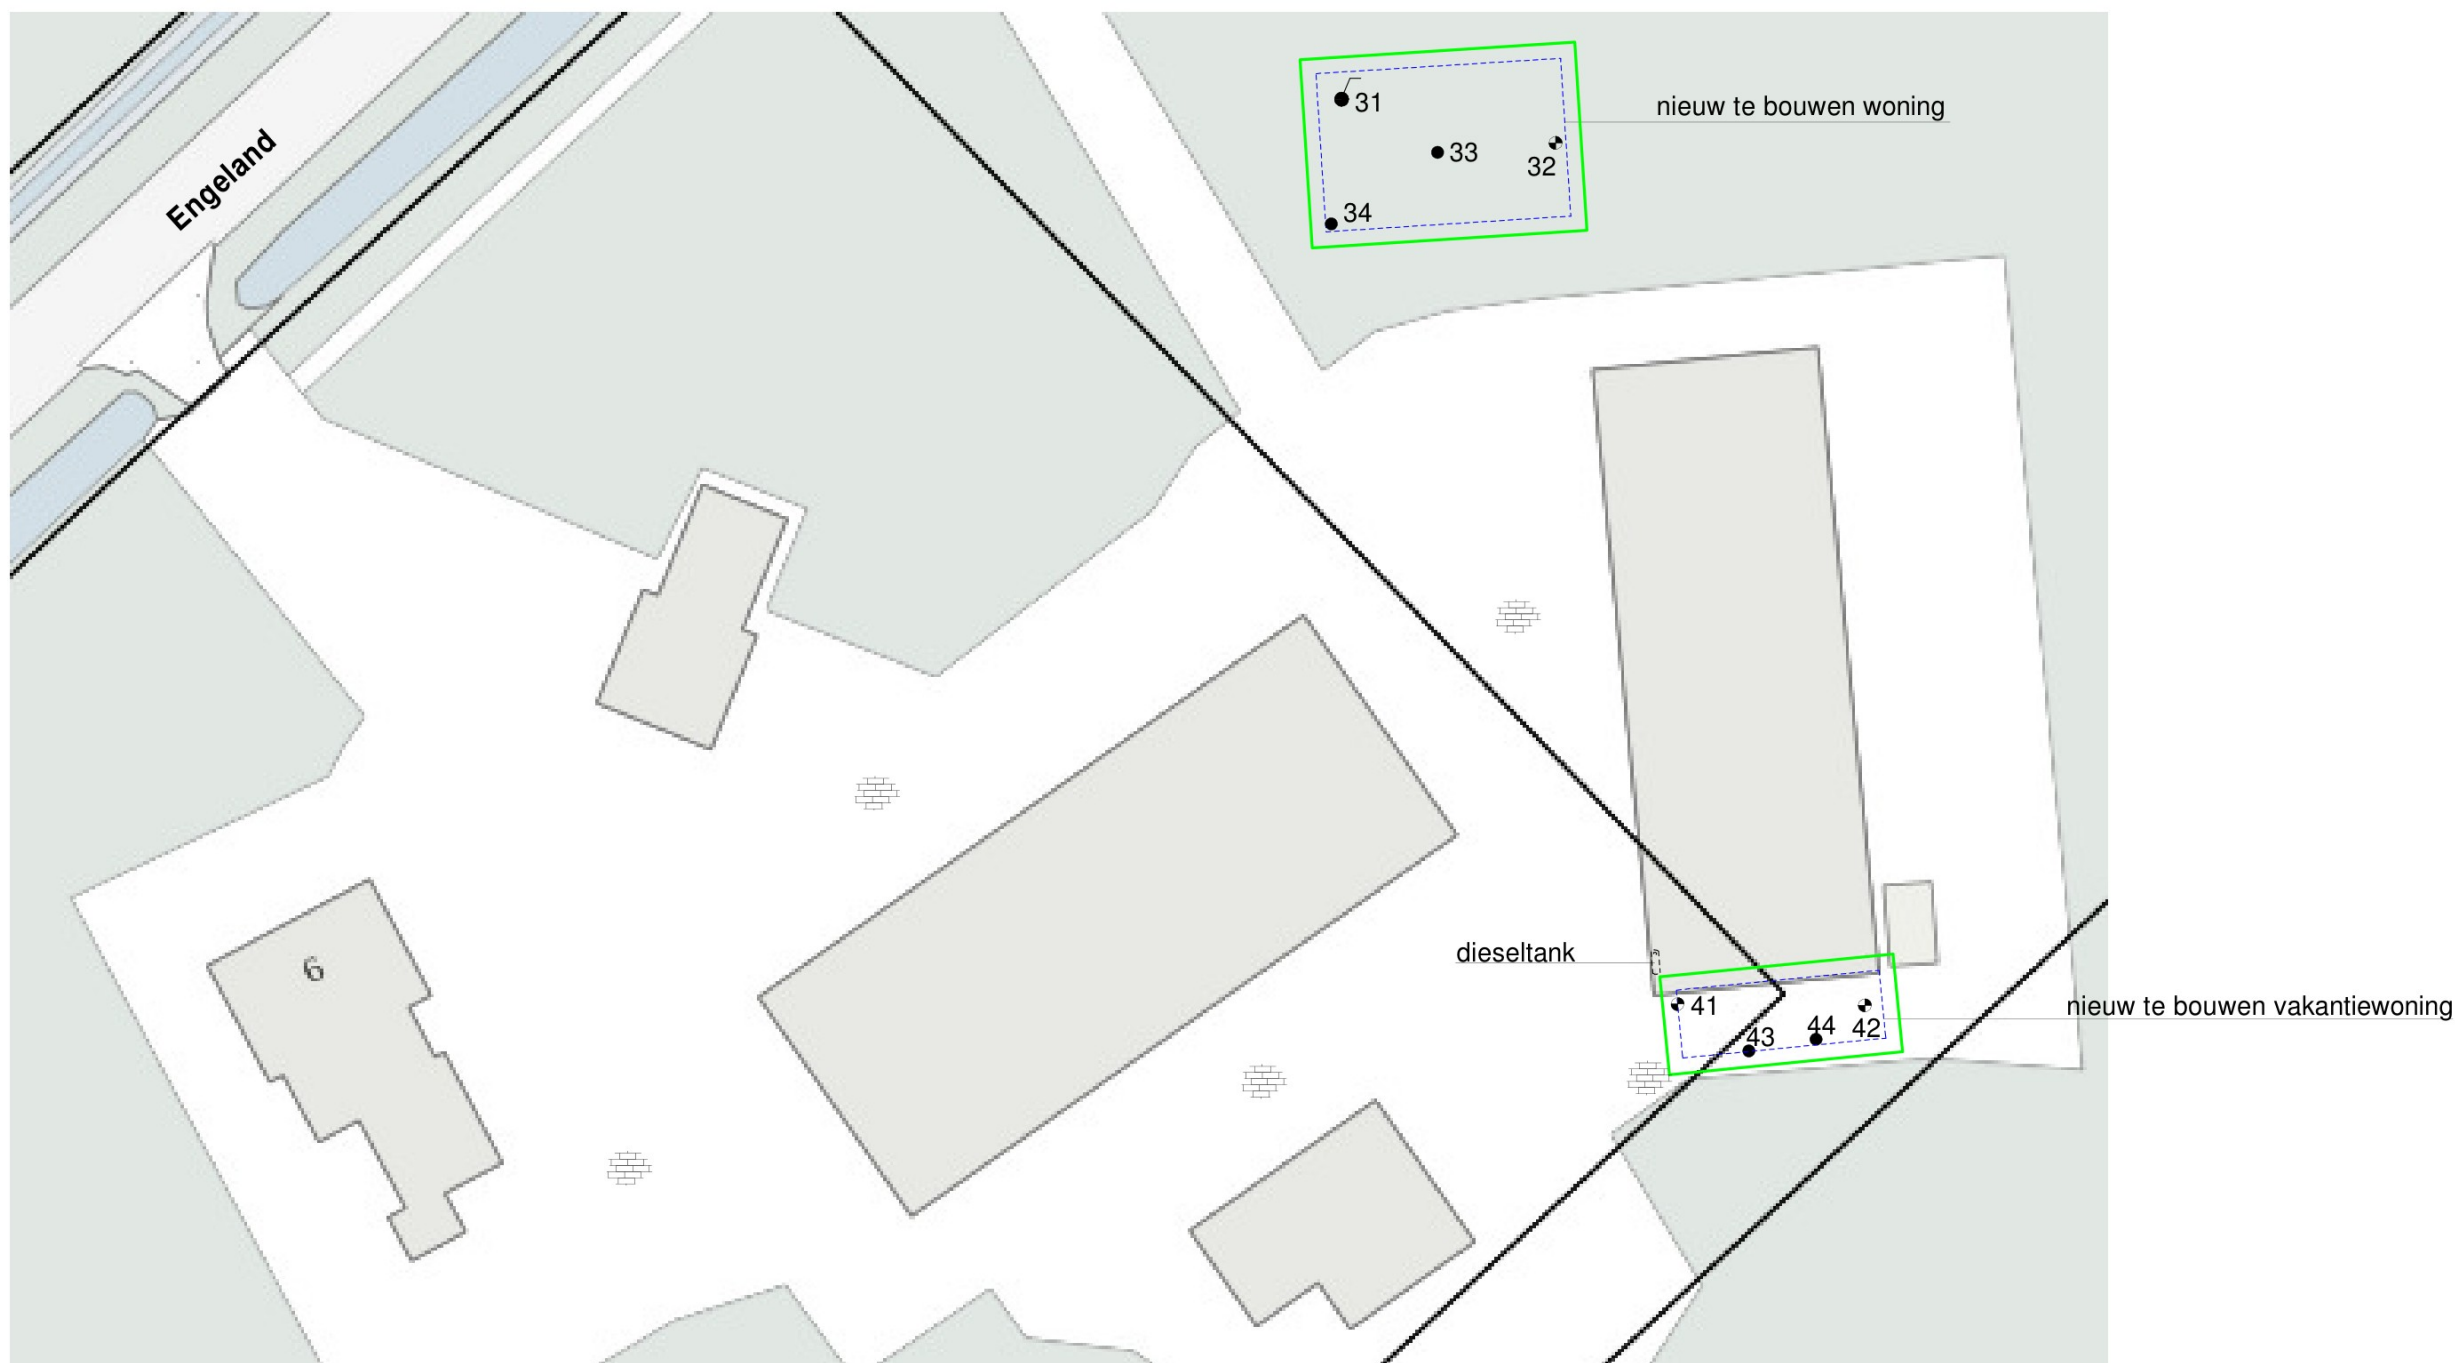 Engeland
31
nieuw te bouwen woning
33
32
34
6
dieseltank
41
nieuw te bouwen vakantiewoning
43
44
42